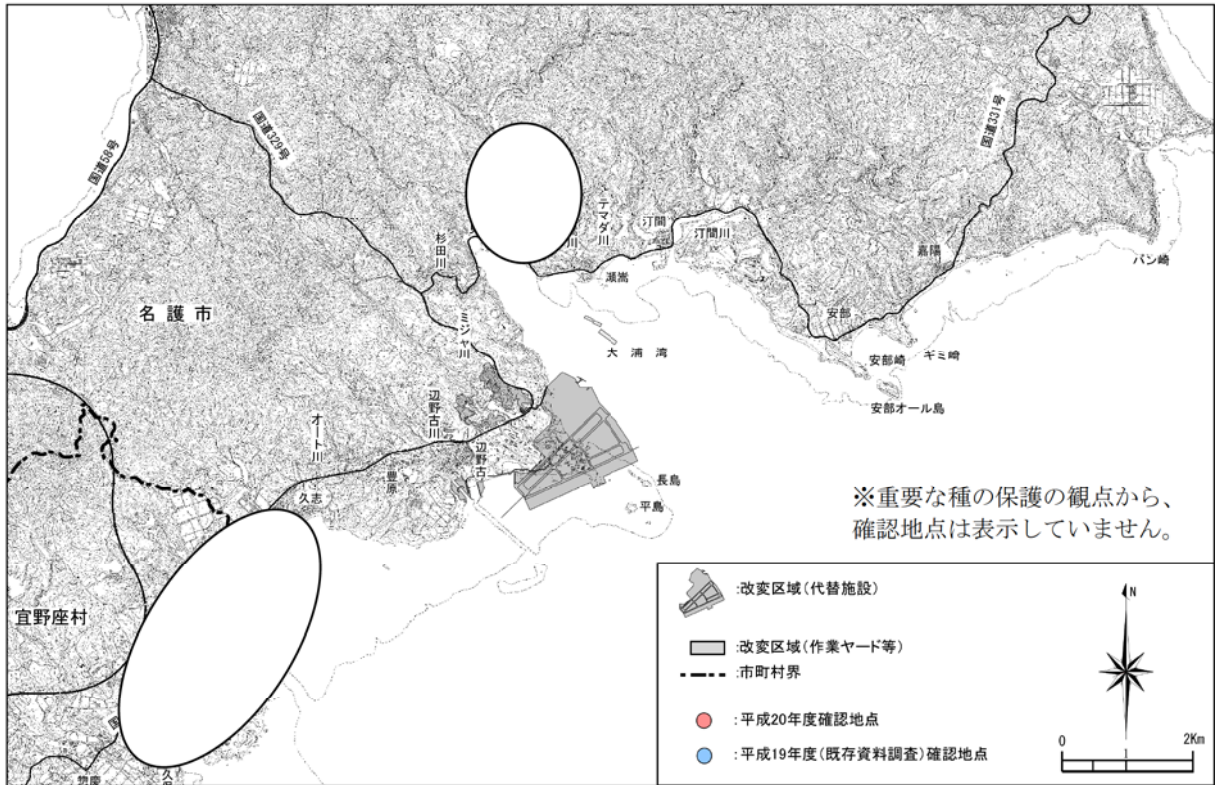 国道58号
国道329号
国道331号
名護市
杉田川
川
テマダ川
汀間
汀間川
瀬嵩
嘉陽
バン崎
ミジャ川
大浦湾
安部
安部崎
ギミ崎
安部オール島
オート川
辺野古川
辺野古
豊原
久志
長島
平島
宜野座村
国
惣慶
※重要な種の保護の観点から、
確認地点は表示していません。
:改変区域(代替施設)
:改変区域(作業ヤード等)
:市町村界
:平成20年度確認地点
:平成19年度(既存資料調査)確認地点
N
0 2Km